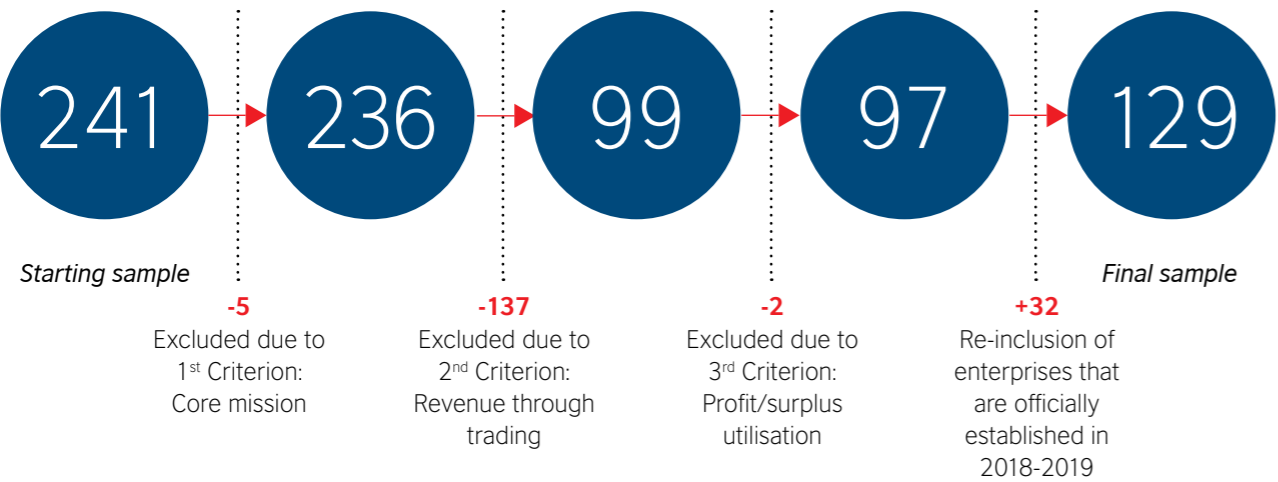 241
236
99
97
129
Starting sample
Final sample
-5
Excluded due to
1st Criterion:
Core mission
-137
Excluded due to
2nd Criterion:
Revenue through
trading
-2
Excluded due to
3rd Criterion:
Profit/surplus
utilisation
+32
Re-inclusion of
enterprises that
are officially
established in
2018-2019